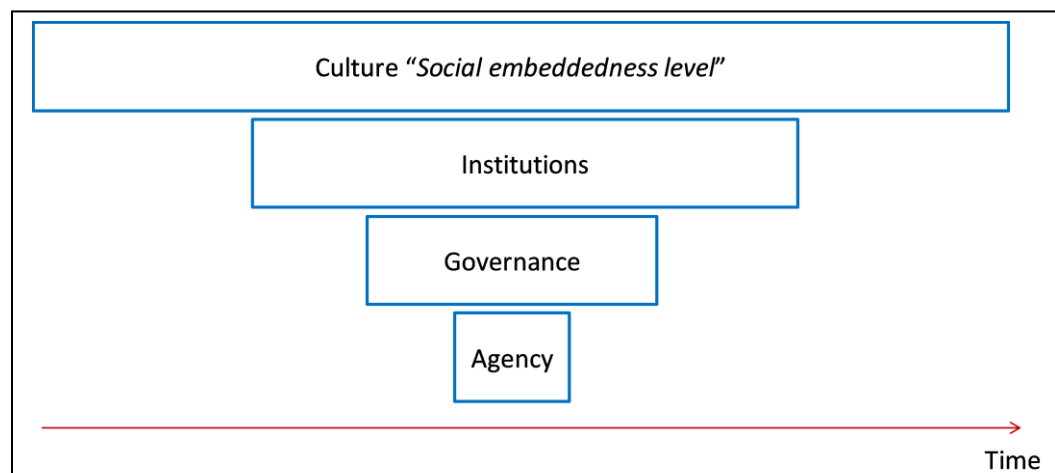 Culture “Social embeddedness level”
Institutions
Governance
Agency
Time